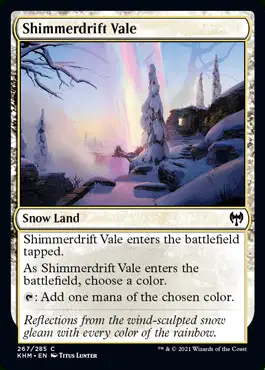 Shimmerdrift Vale
Snow Land
Shimmerdrift Vale enters the battlefield
tapped.
As Shimmerdrift Vale enters the
battlefield, choose a color.
: Add one mana of the chosen color.
Reflections from the wind-sculpted snow
gleam with every color of the rainbow.
267/285 C
KHM • EN Titus Lunter
™ & © 2021 Wizards of the Coast